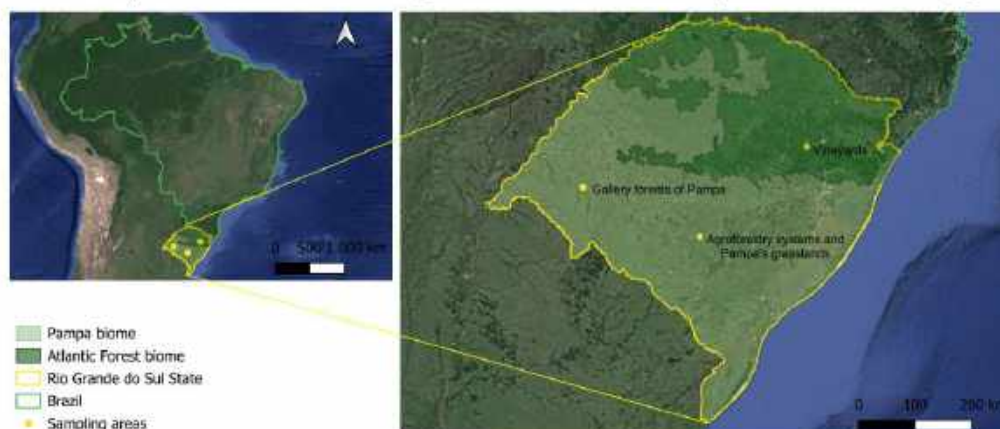 0 500 1.000 km
Vineyards
Gallery forests of Pampa
Agroforestry systems and
Pampa's grasslands
0 100 200 km
Pampa biome
Atlantic Forest biome
Rio Grande do Sul State
Brazil
Sampling areas